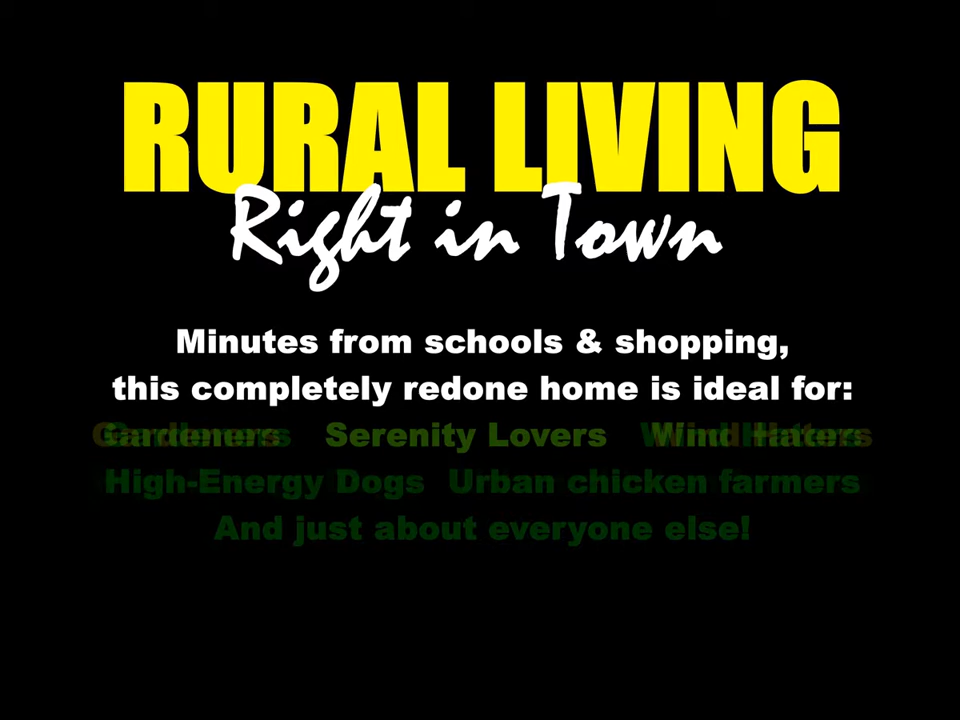 RURAL LIVING
Right in Town
Minutes from schools & shopping,
this completely redone home is ideal for:
Gardeners Serenity Lovers Wind Haters
High-Energy Dogs Urban chicken farmers
And just about everyone else!